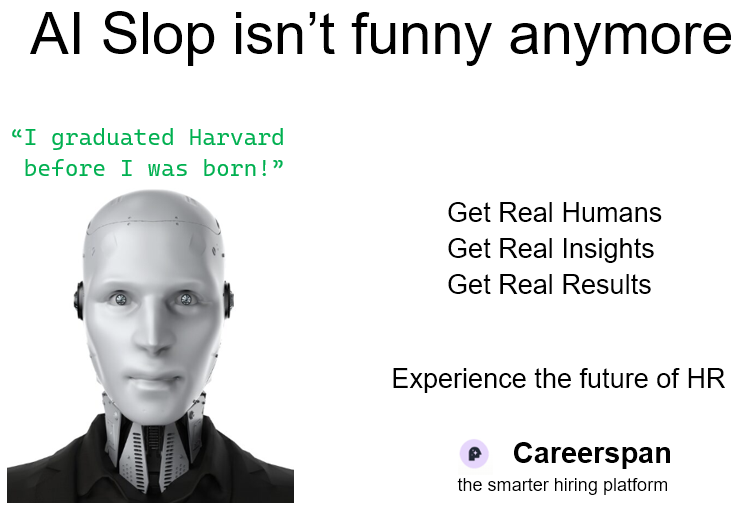 AI Slop isn’t funny anymore
“I graduated Harvard
before I was born!”
Get Real Humans
Get Real Insights
Get Real Results
Experience the future of HR
Careerspan
the smarter hiring platform